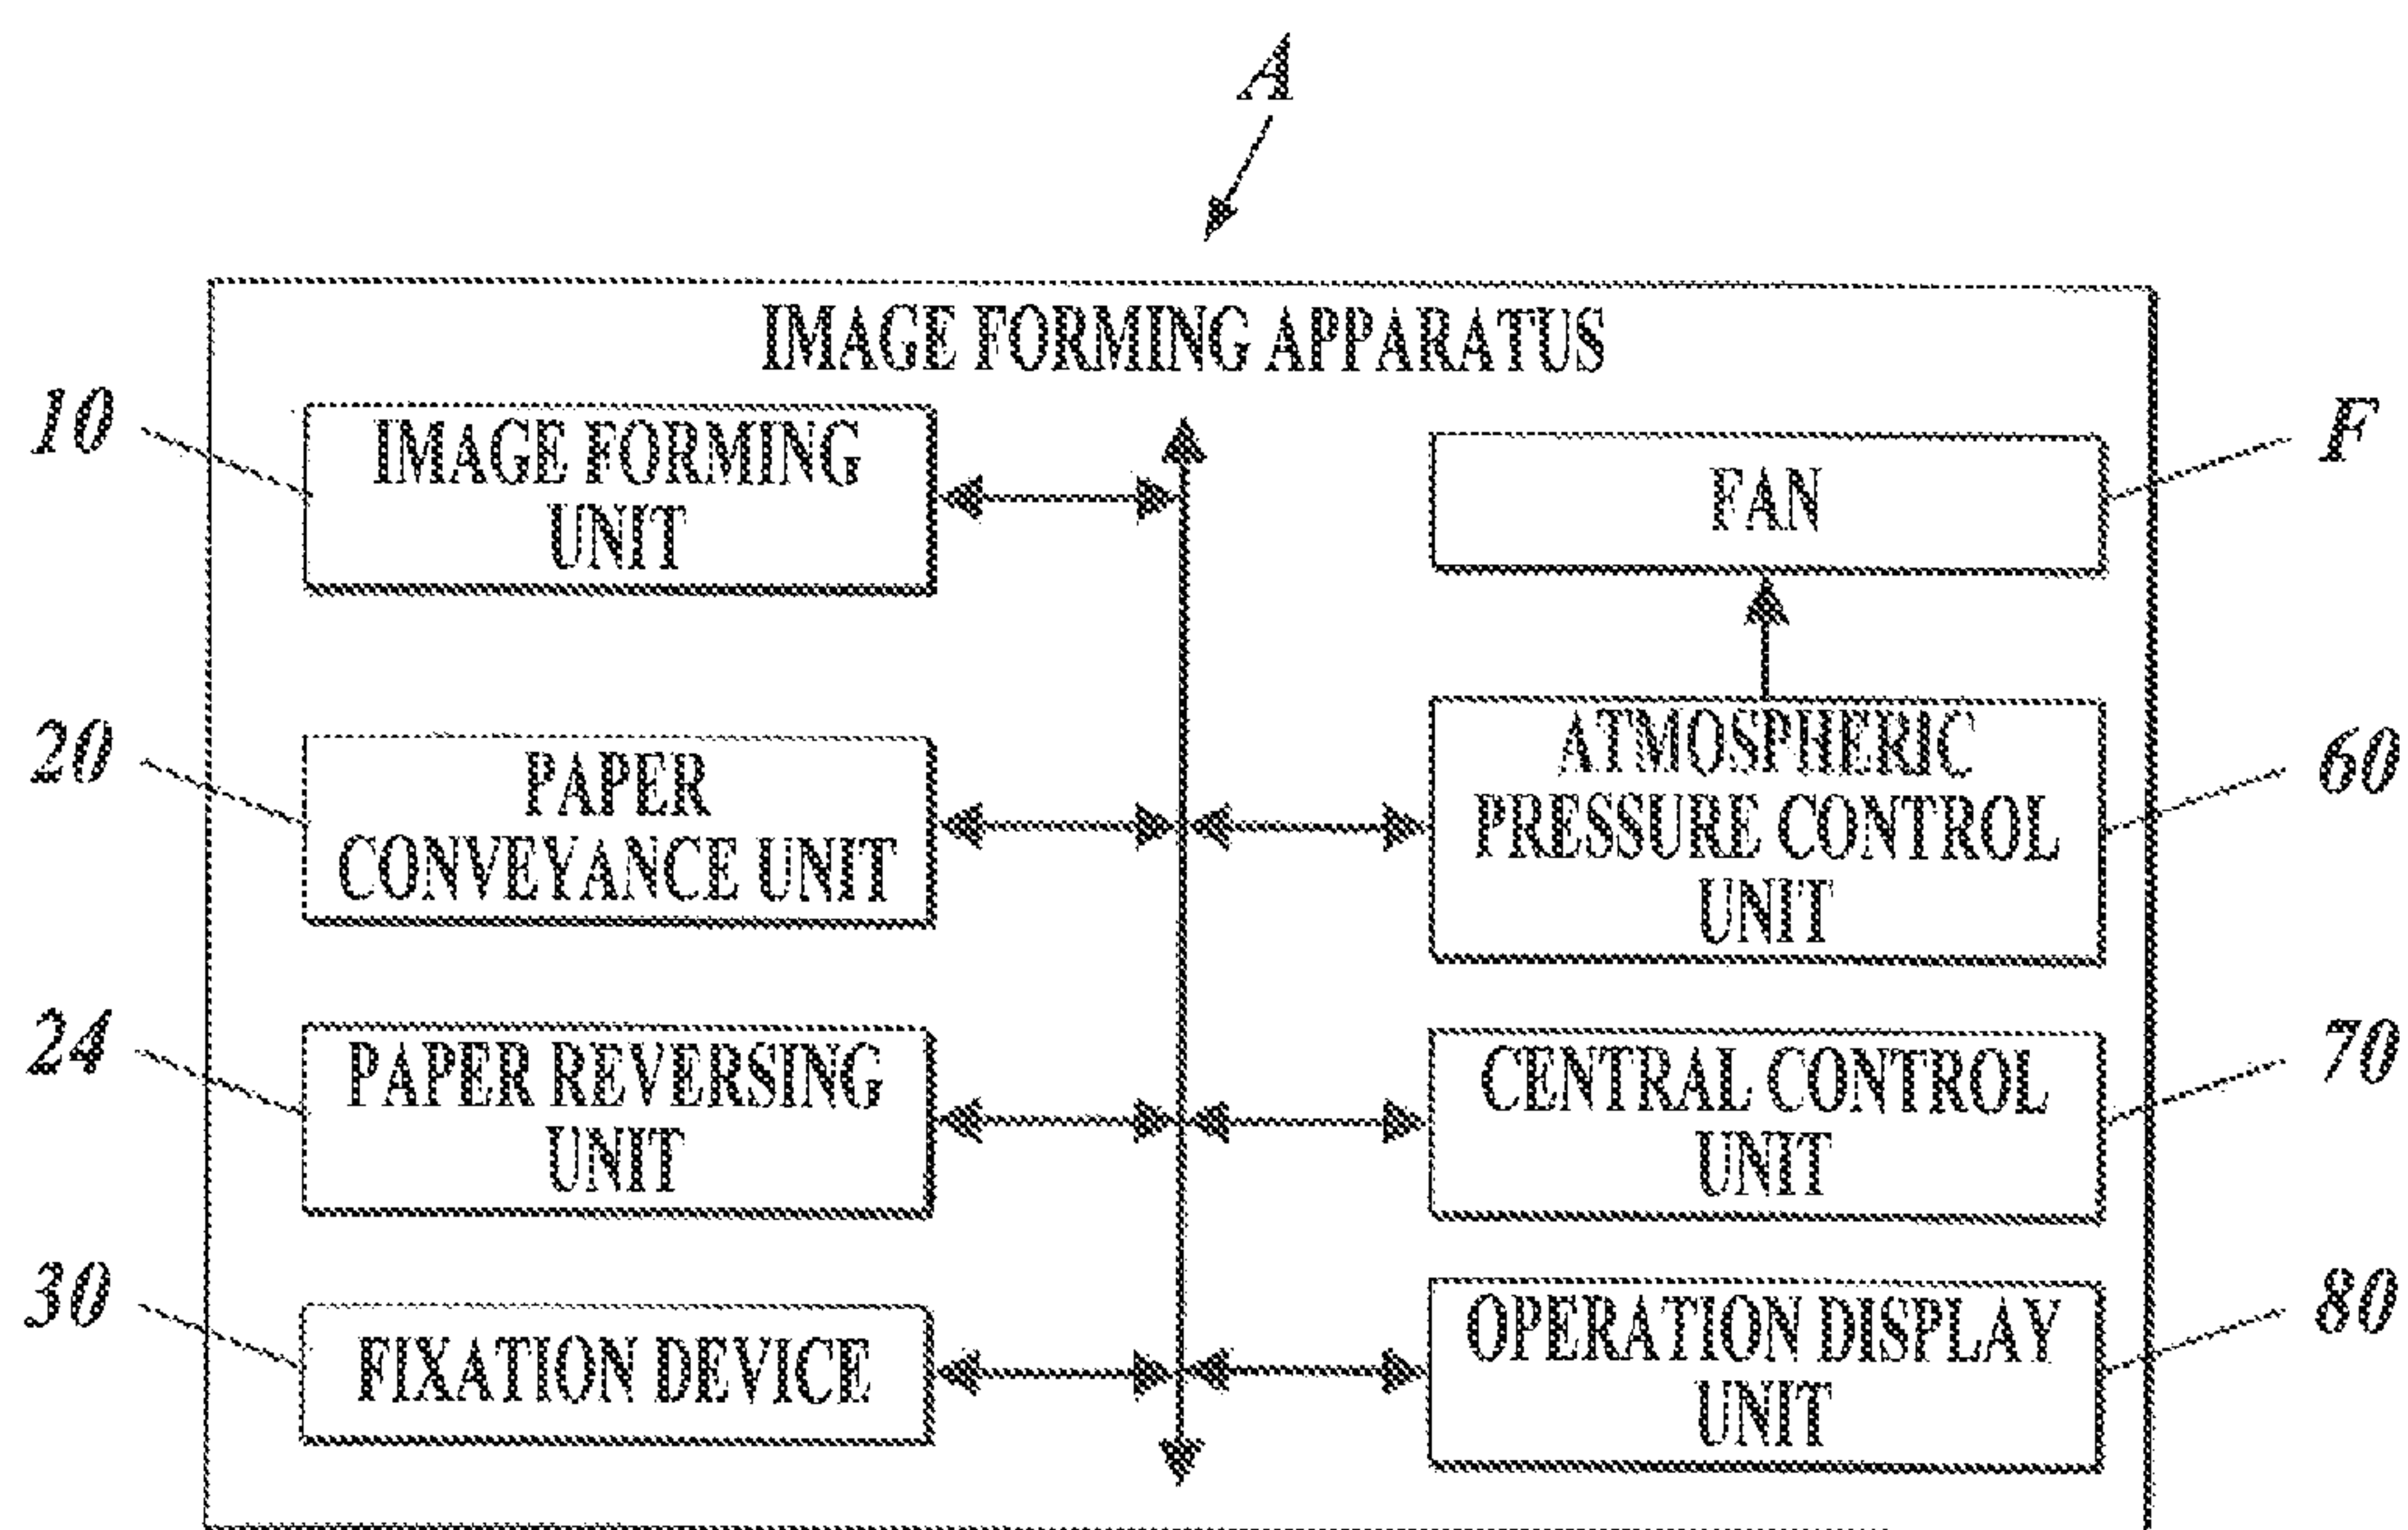 A
IMAGE FORMING APPARATUS
10
IMAGE FORMING
UNIT
FAN
F
20
PAPER
CONVEYANCE UNIT
ATMOSPHERIC
PRESSURE CONTROL
UNIT
60
24
PAPER REVERSING
UNIT
CENTRAL CONTROL
UNIT
70
30
FIXATION DEVICE
OPERATION DISPLAY
UNIT
80